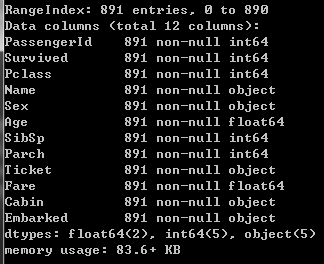 RangeIndex: 891 entries, 0 to 890
Data columns (total 12 columns):
PassengerId    891 non-null int64
Survived       891 non-null int64
Pclass         891 non-null int64
Name           891 non-null object
Sex            891 non-null object
Age            891 non-null float64
SibSp          891 non-null int64
Parch          891 non-null int64
Ticket         891 non-null object
Fare           891 non-null float64
Cabin          891 non-null object
Embarked       891 non-null object
dtypes: float64(2), int64(5), object(5)
memory usage: 83.6+ KB